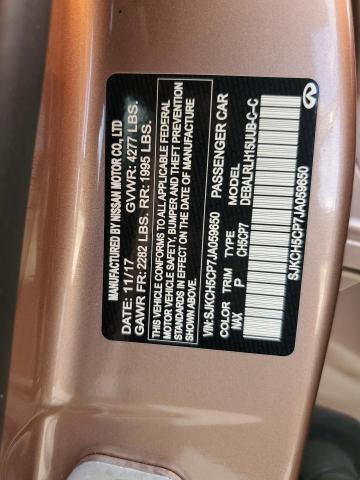 MANUFACTURED BY NISSAN MOTOR CO., LTD
DATE: 11/17 GVWR: 4277 LBS.
GAWR FR: 2282 LBS. RR: 1995 LBS.
THIS VEHICLE CONFORMS TO ALL APPLICABLE FEDERAL
MOTOR VEHICLE SAFETY, BUMPER AND THEFT PREVENTION
STANDARDS IN EFFECT ON THE DATE OF MANUFACTURE
SHOWN ABOVE.
VIN: SJKCH5CP7JA059650 PASSENGER CAR
COLOR TRIM TYPE MODEL
NAX P CH5CP7 DEBALRLH15UJB-C-C
SJKCH5CP7JA059650